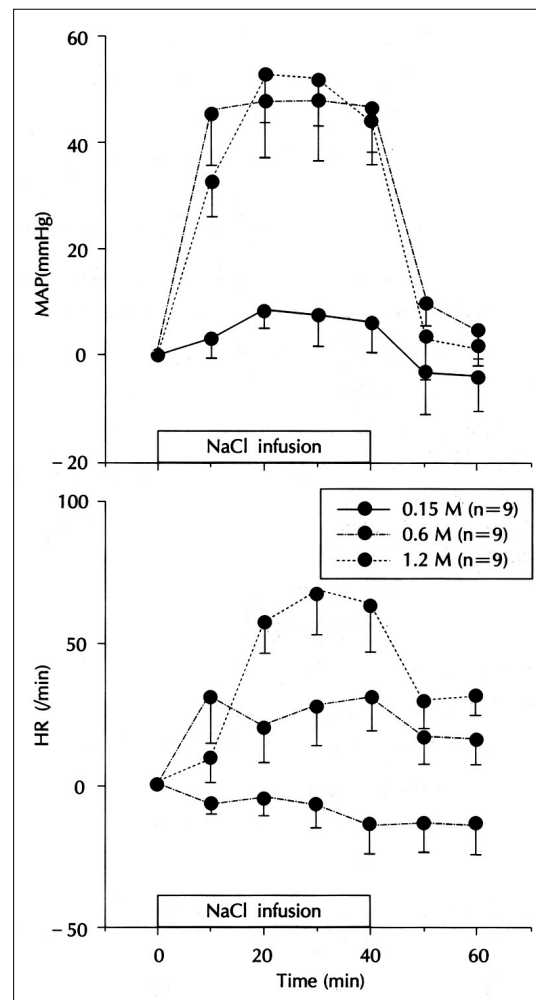 60
40
20
0
−20
MAP(mmHg)
NaCl infusion
100
50
0
−50
HR (/min)
0.15 M (n=9)
0.6 M (n=9)
1.2 M (n=9)
NaCl infusion
0 20 40 60
Time (min)